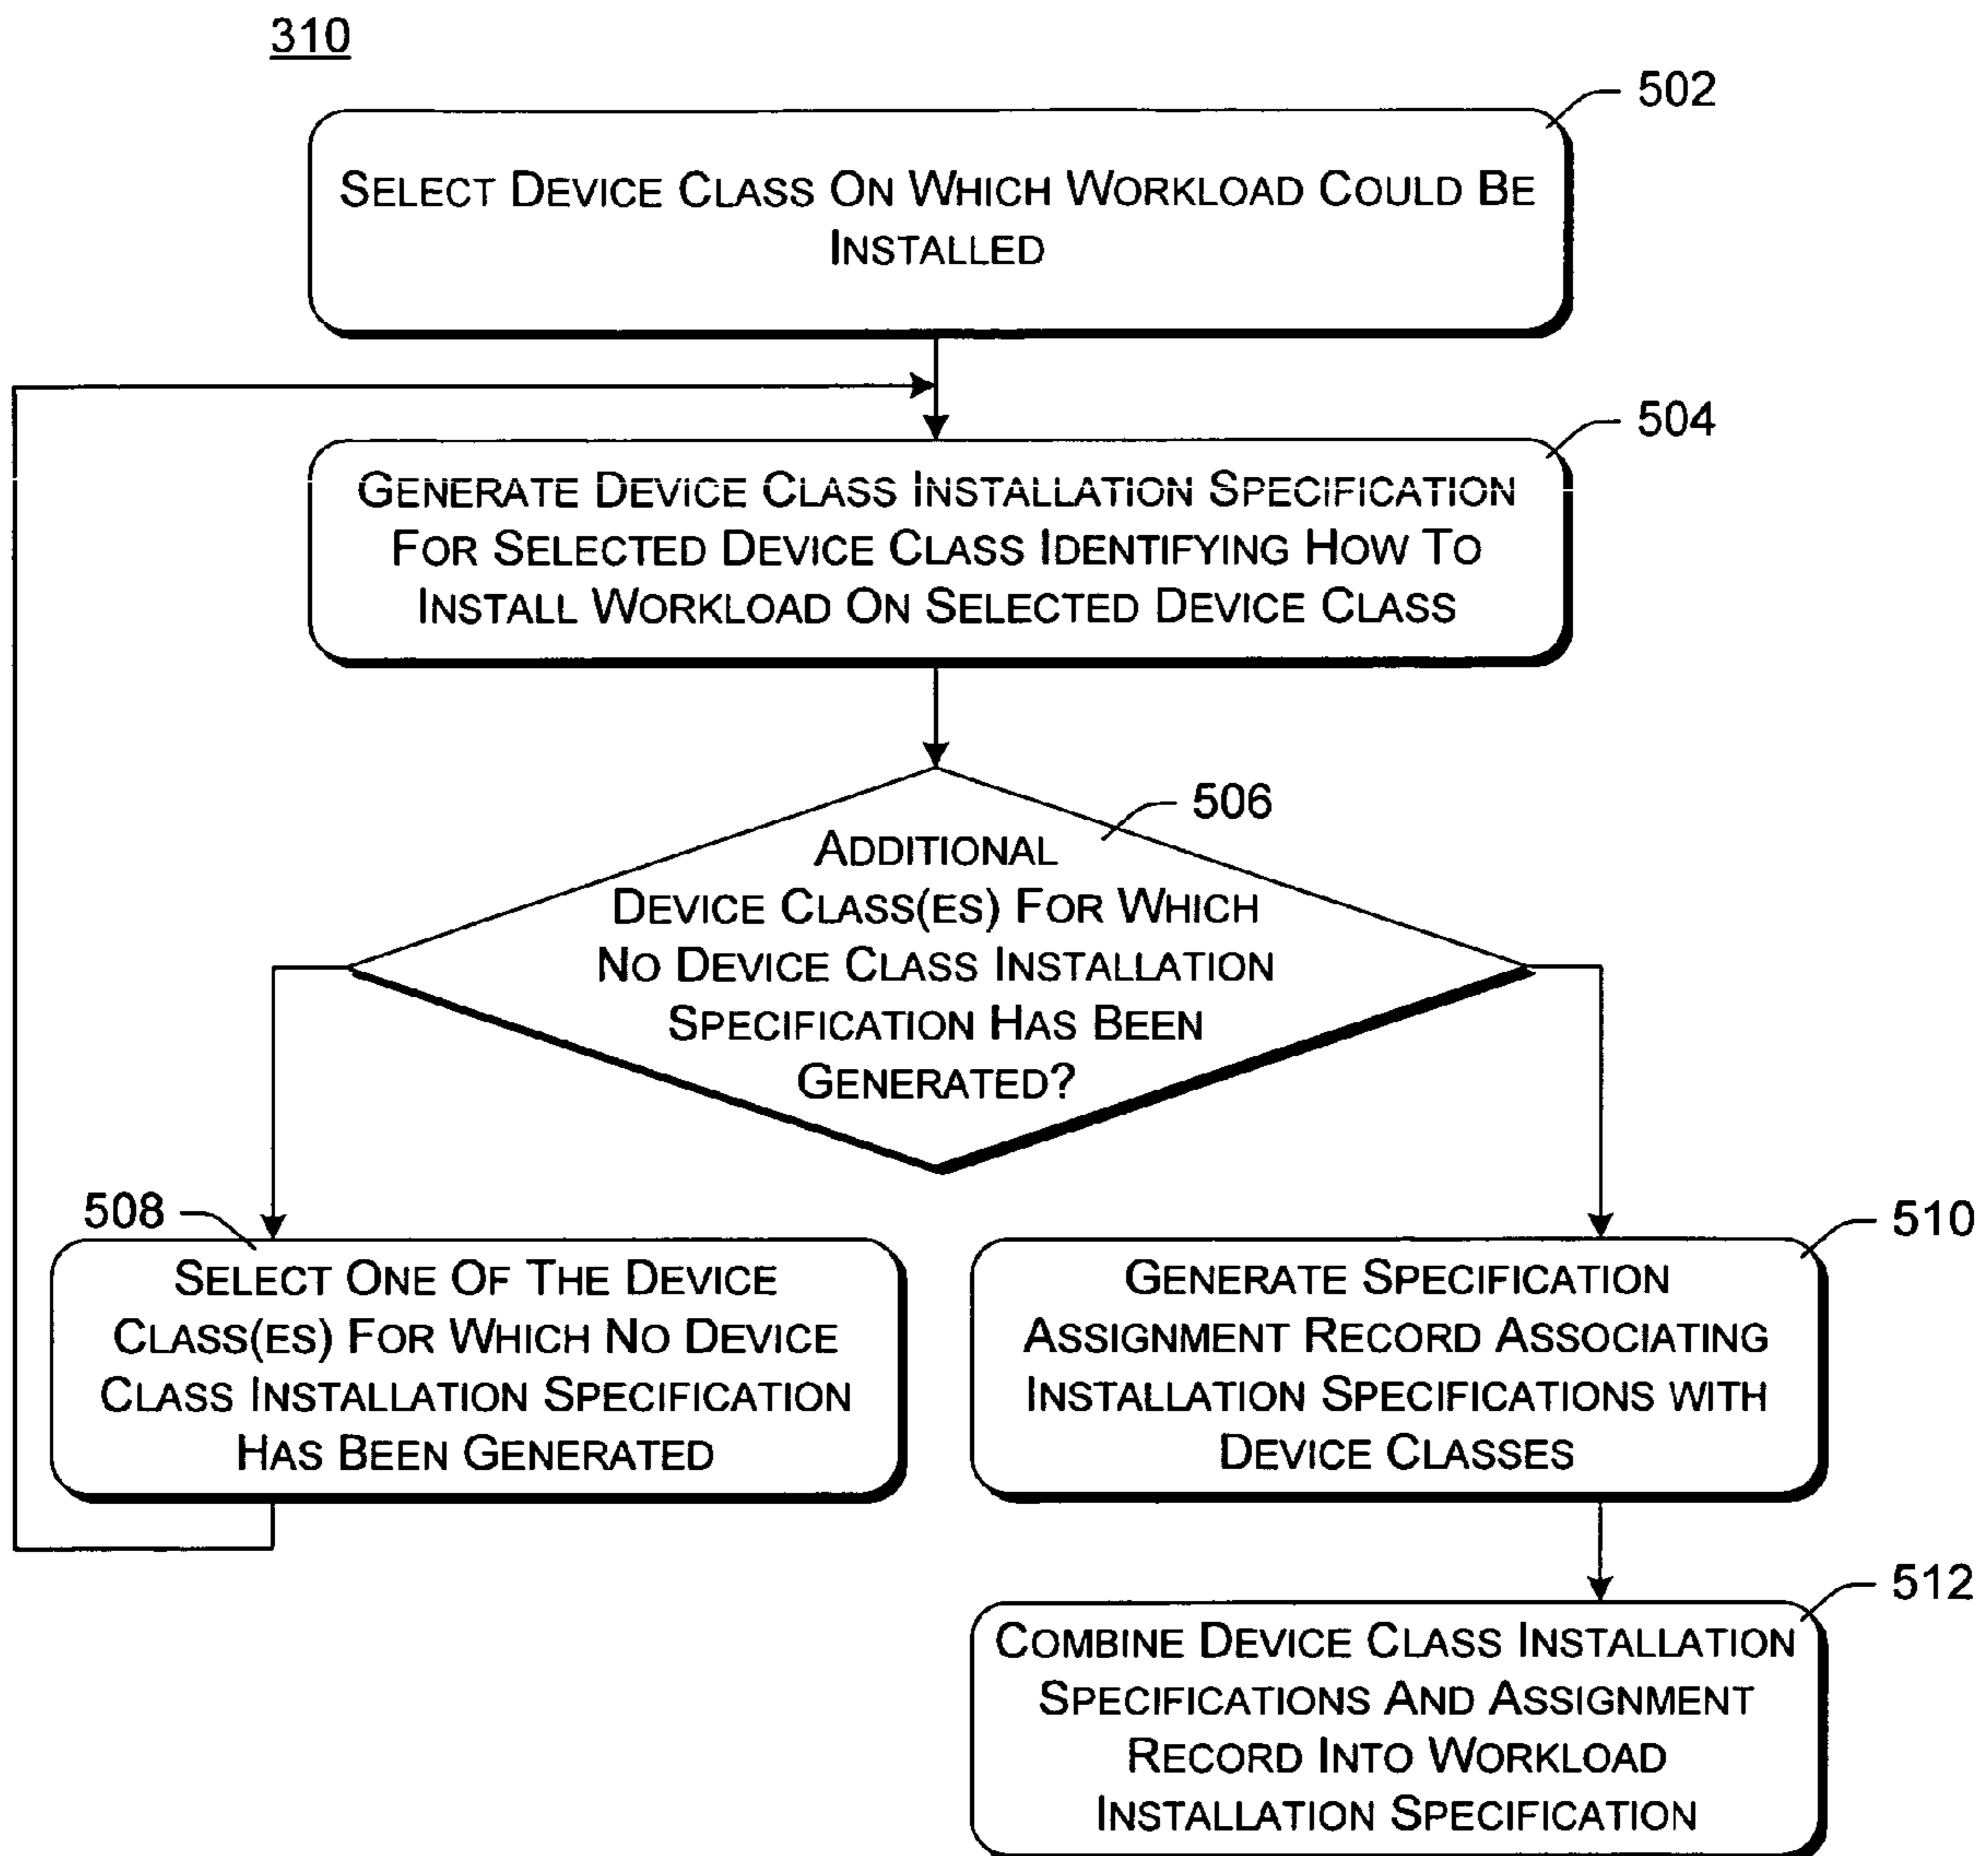 310
502
SELECT DEVICE CLASS ON WHICH WORKLOAD COULD BE
INSTALLED
504
GENERATE DEVICE CLASS INSTALLATION SPECIFICATION
FOR SELECTED DEVICE CLASS IDENTIFYING HOW TO
INSTALL WORKLOAD ON SELECTED DEVICE CLASS
506
ADDITIONAL
DEVICE CLASS(ES) FOR WHICH
NO DEVICE CLASS INSTALLATION
SPECIFICATION HAS BEEN
GENERATED?
508
SELECT ONE OF THE DEVICE
CLASS(ES) FOR WHICH NO DEVICE
CLASS INSTALLATION SPECIFICATION
HAS BEEN GENERATED
510
GENERATE SPECIFICATION
ASSIGNMENT RECORD ASSOCIATING
INSTALLATION SPECIFICATIONS WITH
DEVICE CLASSES
512
COMBINE DEVICE CLASS INSTALLATION
SPECIFICATIONS AND ASSIGNMENT
RECORD INTO WORKLOAD
INSTALLATION SPECIFICATION